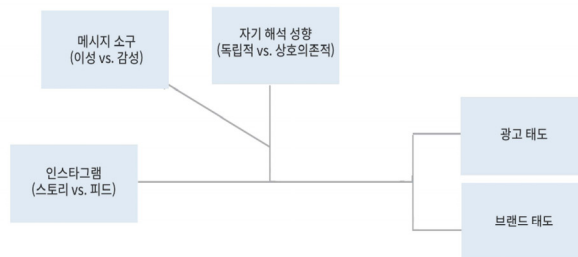 메시지 소구
(이성 vs. 감성)
자기 해석 성향
(독립적 vs. 상호의존적)
인스타그램
(스토리 vs. 피드)
광고 태도
브랜드 태도